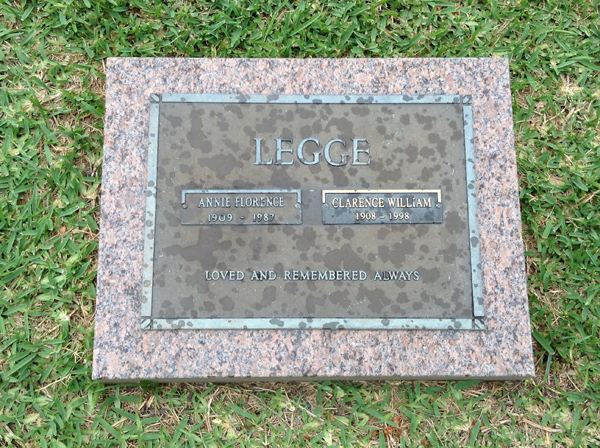 LEGGE
ANNIE FLORENCE
1909 - 1987
CLARENCE WILLIAM
1908 - 1998
LOVED AND REMEMBERED ALWAYS